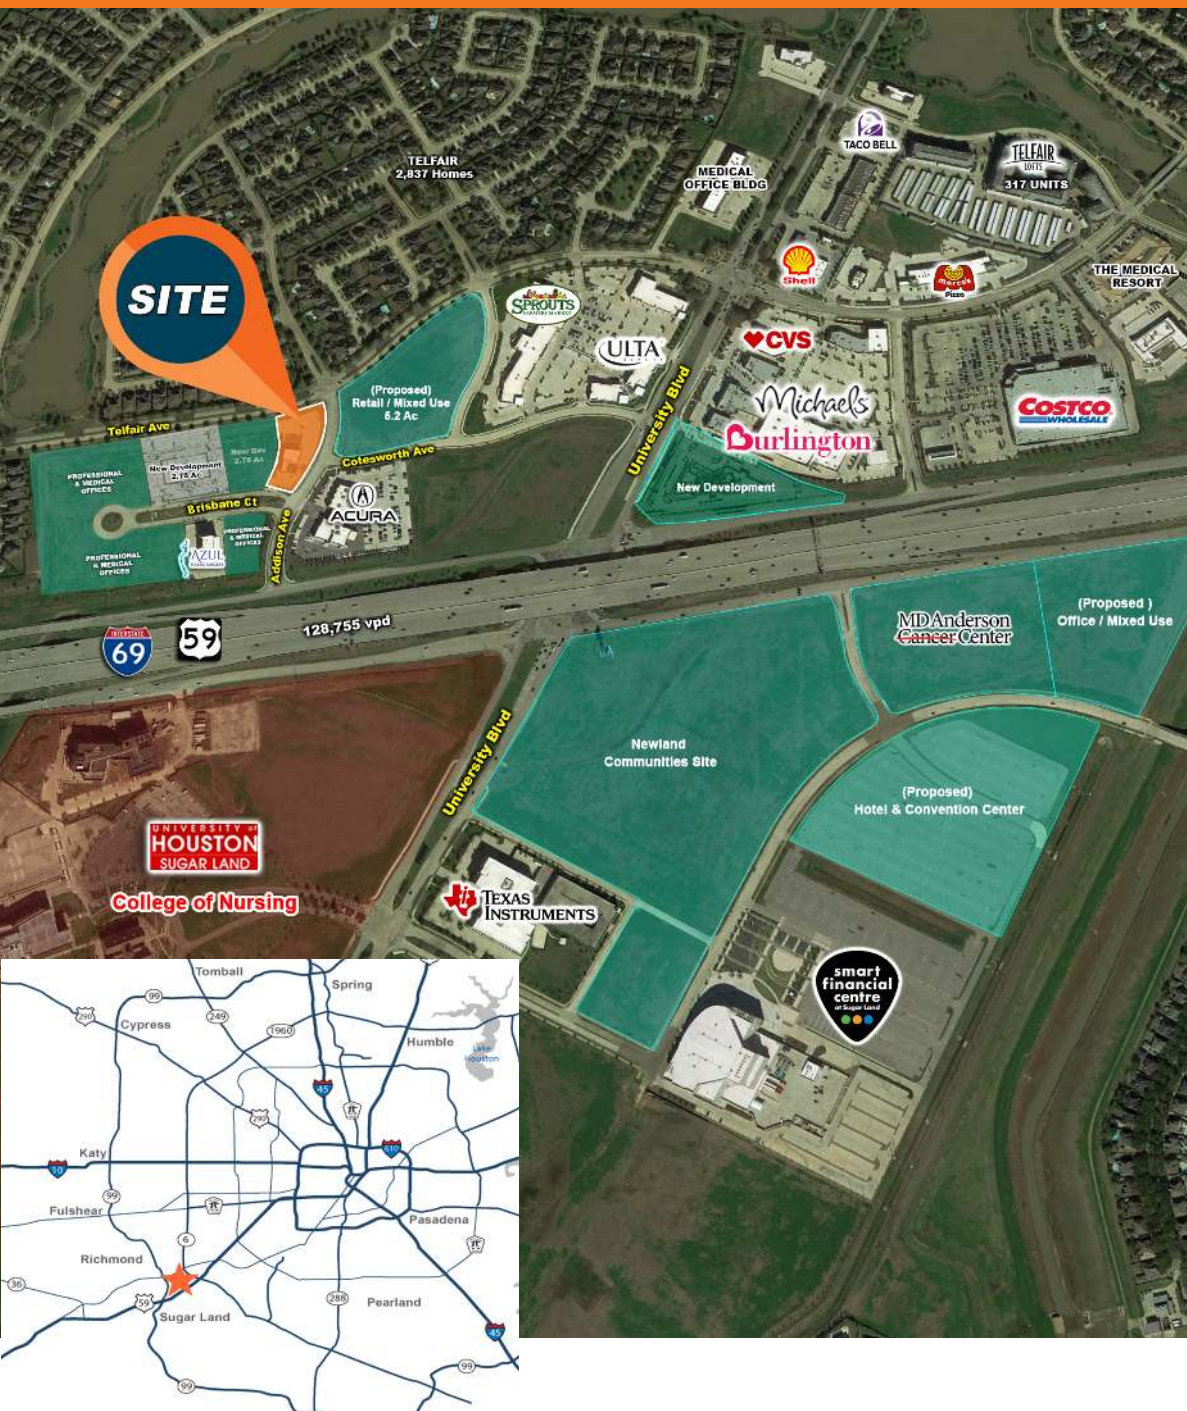 TACO BELL
TELFAIR
LOFTS
317 UNITS
TELFAIR
2,837 Homes
MEDICAL
OFFICE BLDG
Shell
marcos
Pizza
THE MEDICAL
RESORT
SITE
SPROUTS
FARMERS MARKET
ULTA
BEAUTY
CVS
Michaels
Burlington
COSTCO
WHOLESALE
University Blvd
(Proposed)
Retail / Mixed Use
5.2 Ac
Telfair Ave
Cotesworth Ave
New Dev
2.78 Ac
New Development
2.16 Ac
PROFESSIONAL
& MEDICAL
OFFICES
New Development
Brisbane Ct
ACURA
Addison Ave
PROFESSIONAL
& MEDICAL
OFFICES
AZUL
PROFESSIONAL
& MEDICAL
OFFICES
INTERSTATE
69
59
128,755 vpd
MDAnderson
Cancer Center
(Proposed )
Office / Mixed Use
University Blvd
Newland
Communities Site
(Proposed)
Hotel & Convention Center
UNIVERSITY of
HOUSTON
SUGAR LAND
College of Nursing
TEXAS
INSTRUMENTS
smart
financial
centre
at Sugar Land
Tomball
Spring
99
290
249
Cypress
1960
Humble
Lake
Houston
45
290
610
Katy
10
99
Fulshear
Pasadena
6
Richmond
36
59
288
Pearland
Sugar Land
45
99
99